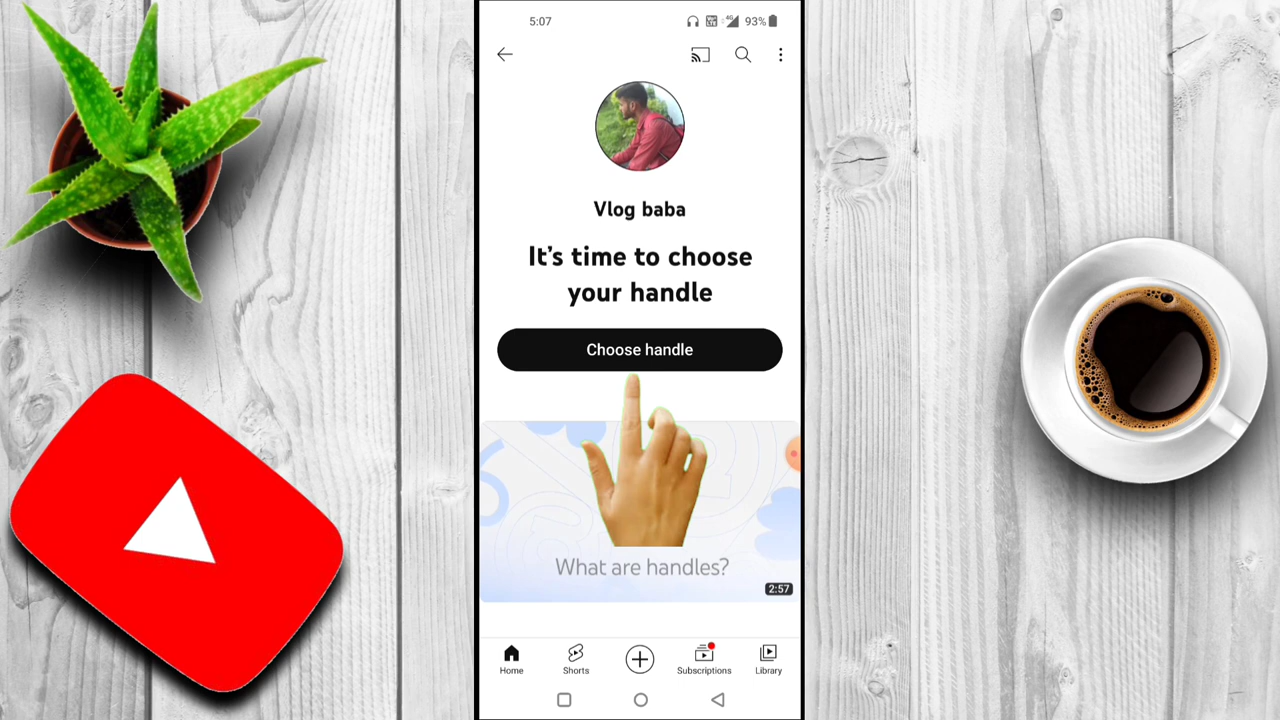 5:07
4G
93%
Vlog baba
It's time to choose
your handle
Choose handle
What are handles?
2:57
Home
Shorts
Subscriptions
Library